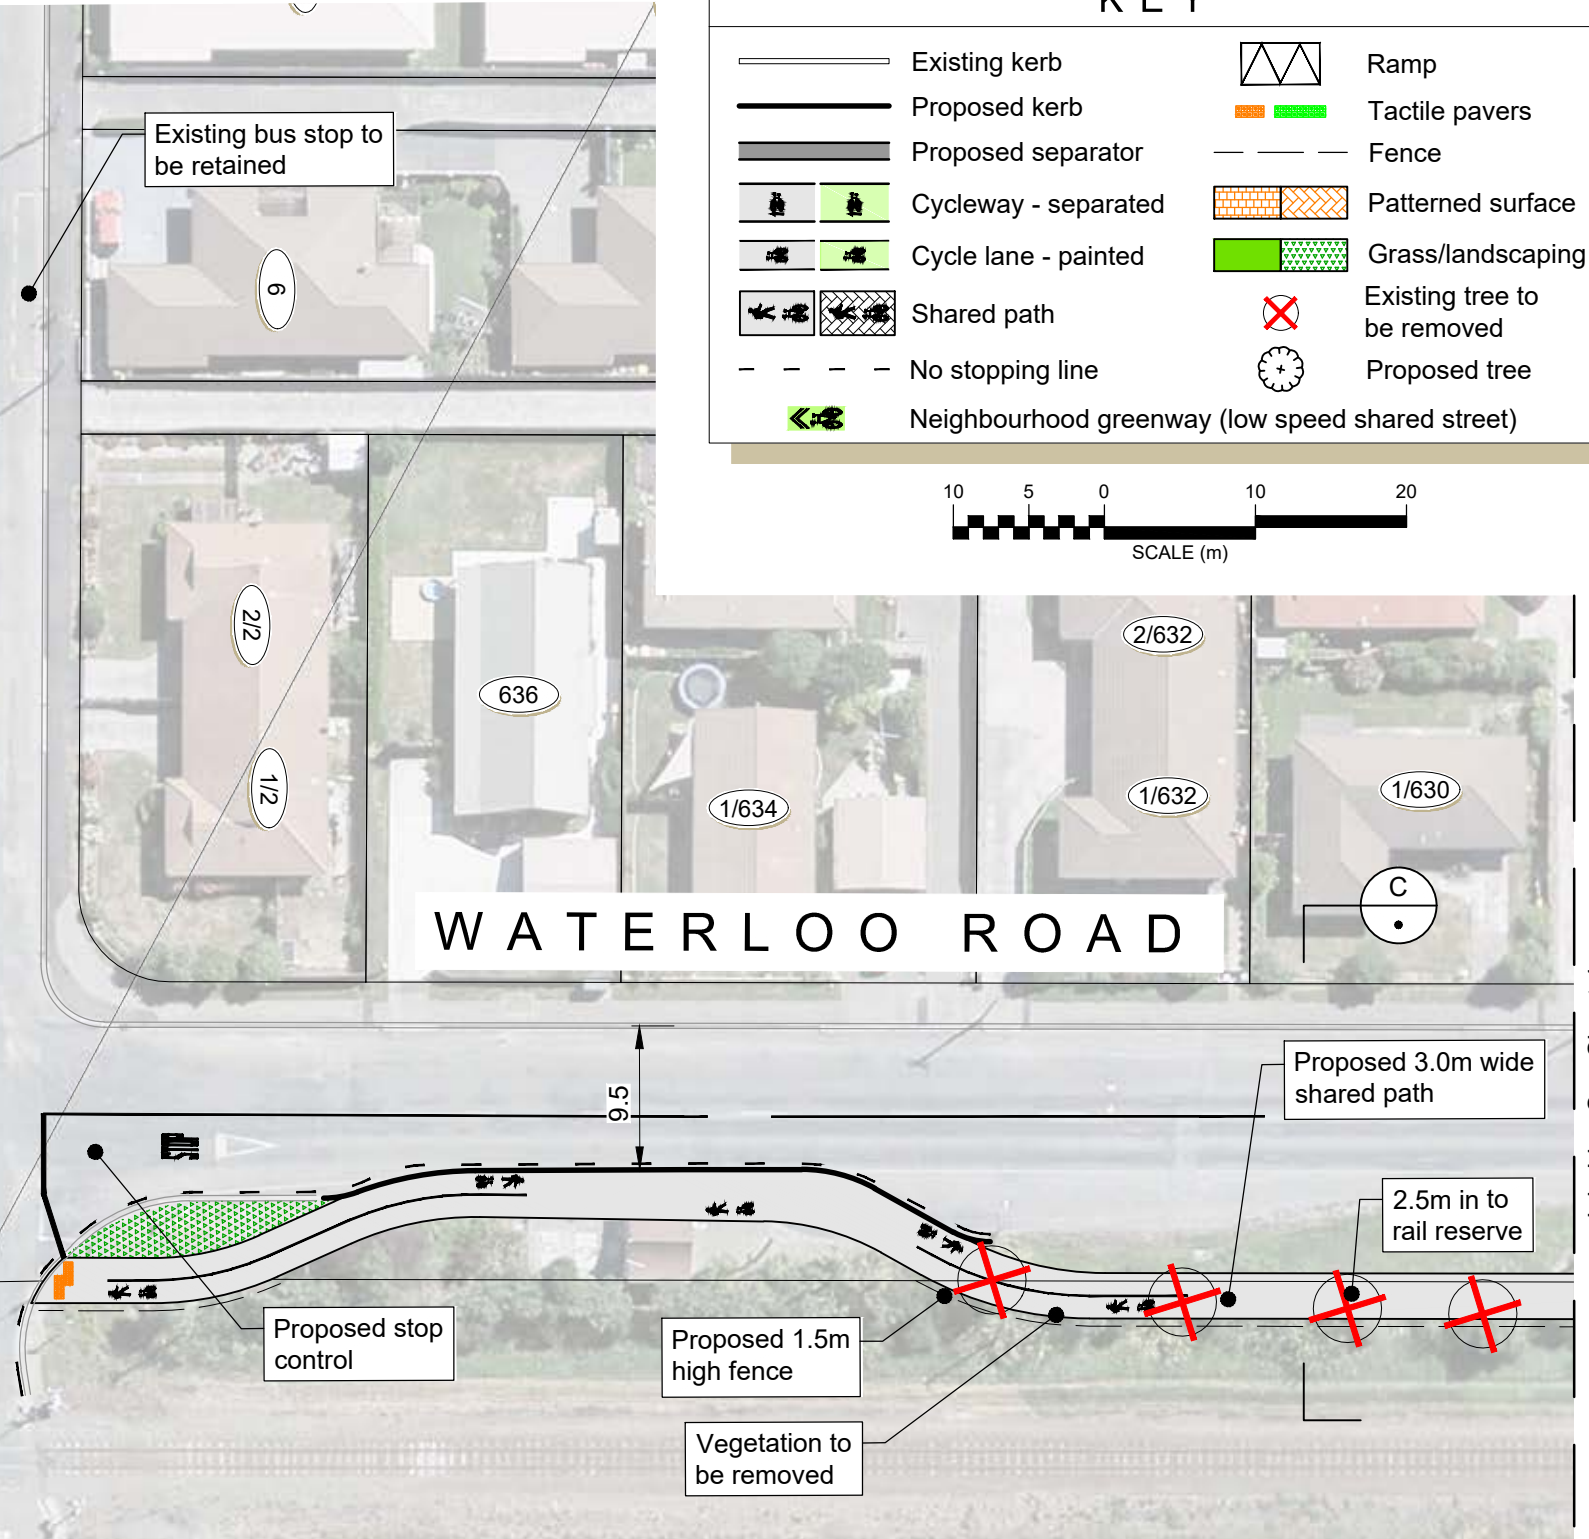 KEY
Existing kerb
Proposed kerb
Proposed separator
Cycleway - separated
Cycle lane - painted
Shared path
No stopping line
Neighbourhood greenway (low speed shared street)
Ramp
Tactile pavers
Fence
Patterned surface
Grass/landscaping
Existing tree to
be removed
Proposed tree
10 5 0 10 20
SCALE (m)
Existing bus stop to
be retained
6
2/2
1/2
636
1/634
2/632
1/632
1/630
C
WATERLOO ROAD
9.5
Proposed 3.0m wide
shared path
2.5m in to
rail reserve
Proposed stop
control
Proposed 1.5m
high fence
Vegetation to
be removed